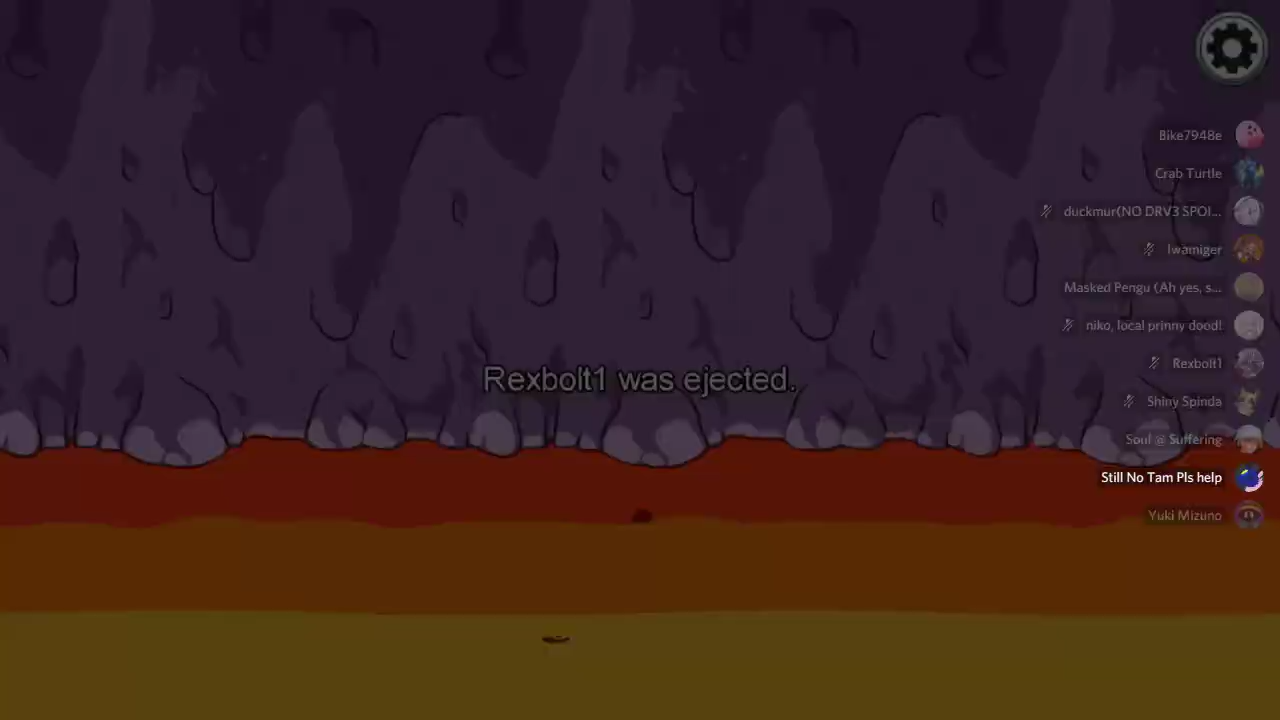 Bike7948e
Crab Turtle
duckmur(NO DRV3 SPOI...
Iwamiger
Masked Pengu (Ah yes, s...
niko, local prinny dood!
Rexbolt1 was ejected.
Rexbolt1
Shiny Spinda
Soul @ Suffering
Still No Tam Pls help
Yuki Mizuno